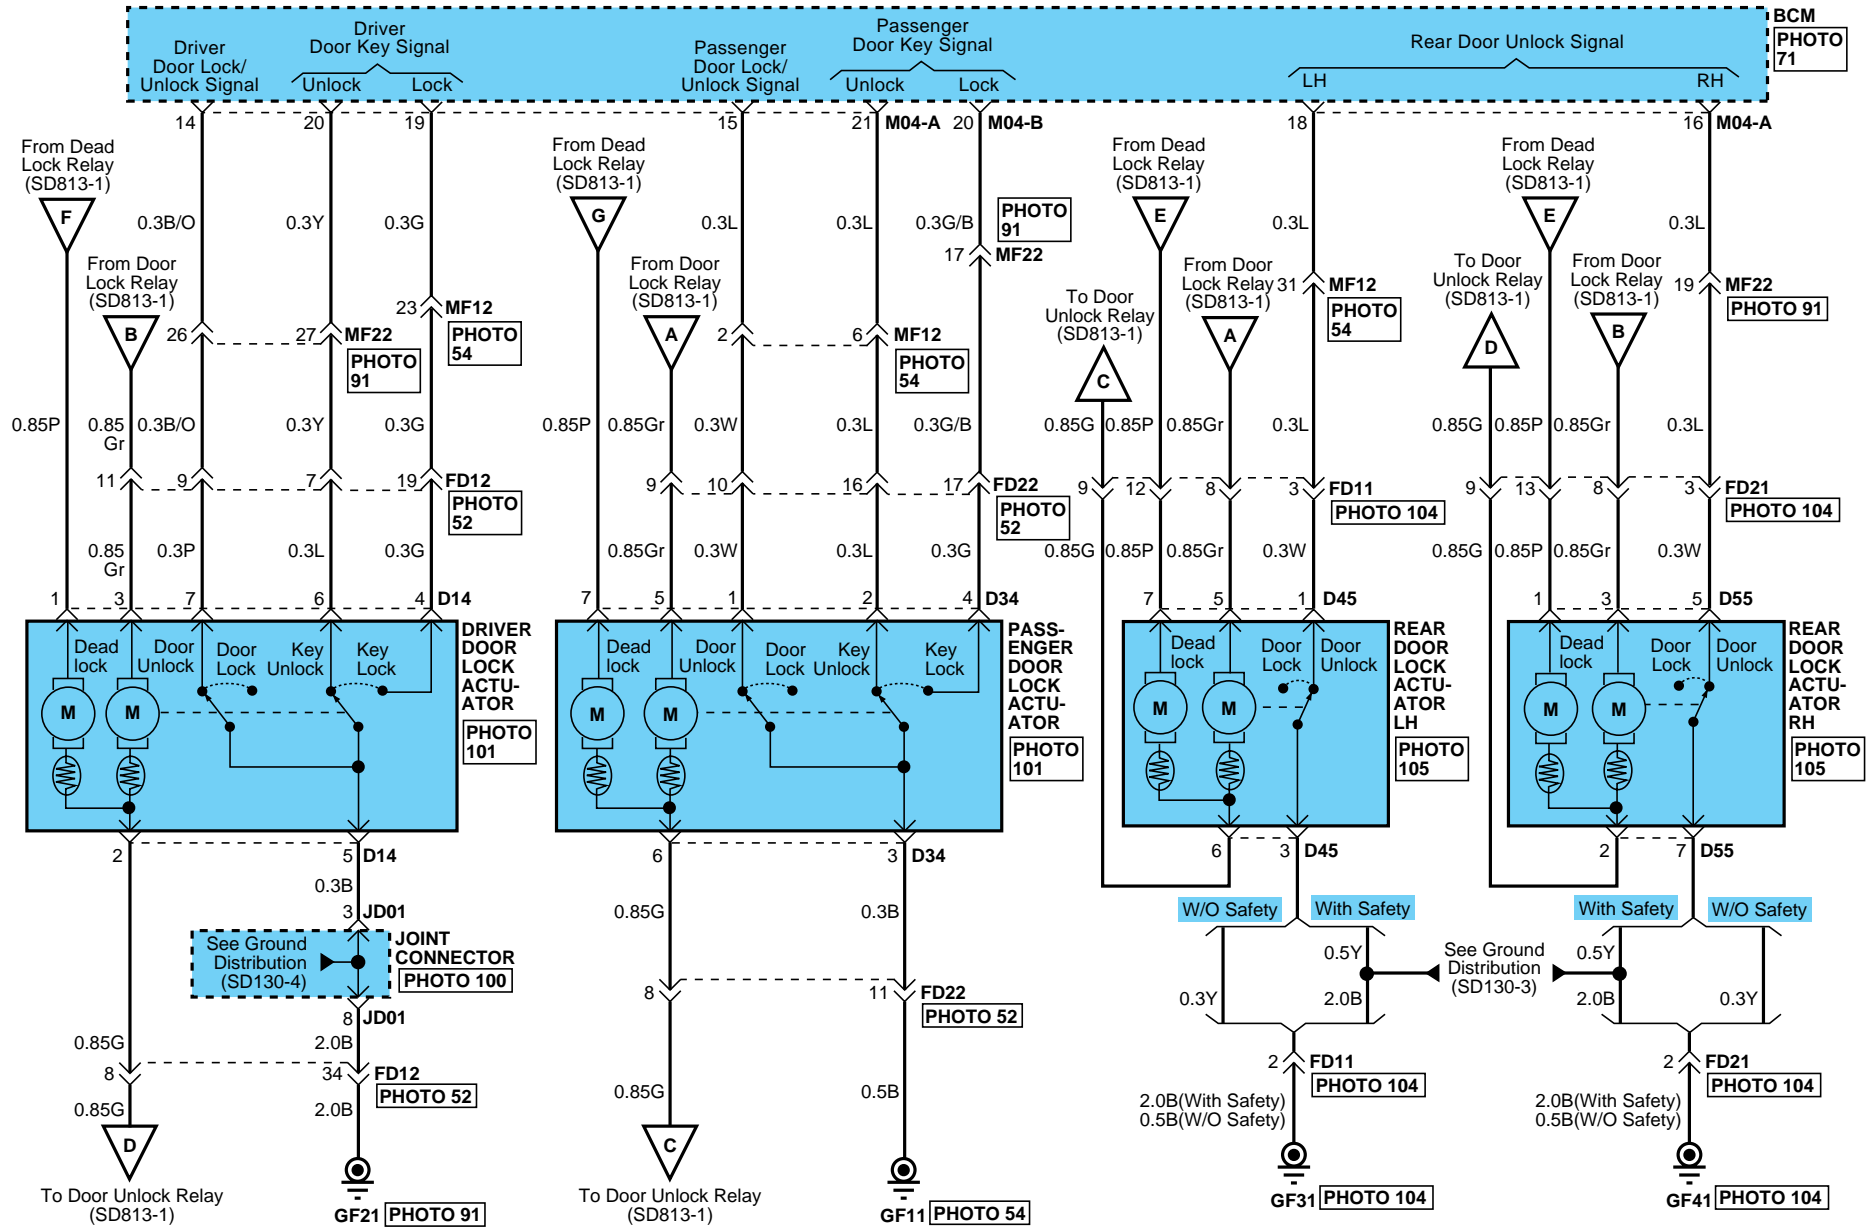 BCM
PHOTO
71
Driver
Door Lock/
Unlock Signal
Driver
Door Key Signal
Unlock
Lock
Passenger
Door Lock/
Unlock Signal
Passenger
Door Key Signal
Unlock
Lock
Rear Door Unlock Signal
LH
RH
14
20
19
15
21
M04-A
20
M04-B
18
16
M04-A
From Dead
Lock Relay
(SD813-1)
F
From Door
Lock Relay
(SD813-1)
B
0.3B/O
0.3Y
0.3G
26
27
MF22
PHOTO
91
23
MF12
PHOTO
54
From Dead
Lock Relay
(SD813-1)
G
From Door
Lock Relay
(SD813-1)
A
0.3L
0.3L
0.3G/B
PHOTO
91
17
MF22
2
6
MF12
PHOTO
54
From Dead
Lock Relay
(SD813-1)
E
To Door
Unlock Relay
(SD813-1)
C
From Door
Lock Relay
(SD813-1)
A
0.3L
31
MF12
PHOTO
54
From Dead
Lock Relay
(SD813-1)
E
To Door
Unlock Relay
(SD813-1)
D
From Door
Lock Relay
(SD813-1)
B
0.3L
19
MF22
PHOTO 91
0.85P
0.85
Gr
0.3B/O
0.3Y
0.3G
0.85P
0.85Gr
0.3W
0.3L
0.3G/B
0.85G
0.85P
0.85Gr
0.3L
0.85G
0.85P
0.85Gr
0.3L
11
9
7
19
FD12
PHOTO
52
9
10
16
17
FD22
PHOTO
52
9
12
8
3
FD11
PHOTO 104
9
13
8
3
FD21
PHOTO 104
0.85
Gr
0.3P
0.3L
0.3G
0.85Gr
0.3W
0.3L
0.3G
0.85G
0.85P
0.85Gr
0.3W
0.85G
0.85P
0.85Gr
0.3W
1
3
7
6
4
D14
7
5
1
2
4
D34
7
5
1
D45
1
3
5
D55
Dead
lock
Door
Unlock
Door
Lock
Key
Unlock
Key
Lock
M
M
DRIVER
DOOR
LOCK
ACTU-
ATOR
PHOTO
101
Dead
lock
Door
Unlock
Door
Lock
Key
Unlock
Key
Lock
M
M
PASS-
ENGER
DOOR
LOCK
ACTU-
ATOR
PHOTO
101
Dead
lock
Door
Lock
Door
Unlock
M
M
REAR
DOOR
LOCK
ACTU-
ATOR
LH
PHOTO
105
Dead
lock
Door
Lock
Door
Unlock
M
M
REAR
DOOR
LOCK
ACTU-
ATOR
RH
PHOTO
105
2
5
D14
6
3
D34
6
3
D45
2
7
D55
0.3B
3
JD01
See Ground
Distribution
(SD130-4)
JOINT
CONNECTOR
PHOTO 100
8
JD01
0.85G
2.0B
8
34
FD12
PHOTO 52
0.85G
2.0B
D
To Door Unlock Relay
(SD813-1)
GF21
PHOTO 91
0.85G
0.3B
8
11
FD22
PHOTO 52
0.85G
0.5B
C
To Door Unlock Relay
(SD813-1)
GF11
PHOTO 54
W/O Safety
With Safety
0.5Y
0.3Y
2.0B
See Ground
Distribution
(SD130-3)
2
FD11
PHOTO 104
2.0B(With Safety)
0.5B(W/O Safety)
GF31
PHOTO 104
With Safety
W/O Safety
0.5Y
2.0B
0.3Y
2
FD21
PHOTO 104
2.0B(With Safety)
0.5B(W/O Safety)
GF41
PHOTO 104